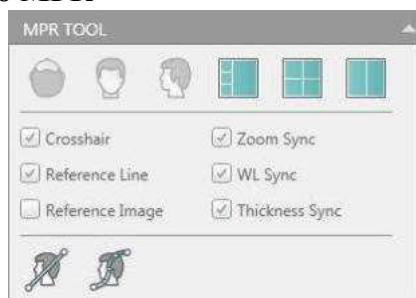 MPR TOOL
Crosshair
Zoom Sync
Reference Line
WL Sync
Reference Image
Thickness Sync